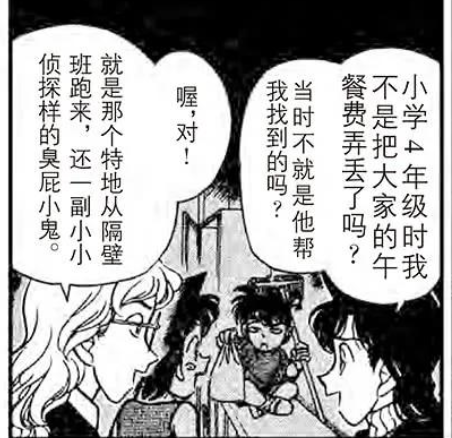 小学4年级时我
不是把大家的午
餐费弄丢了吗？
当时不就是他帮
我找到的吗？
喔，对！
就是那个特地从隔壁
班跑来，还一副小小
侦探样的臭屁小鬼。